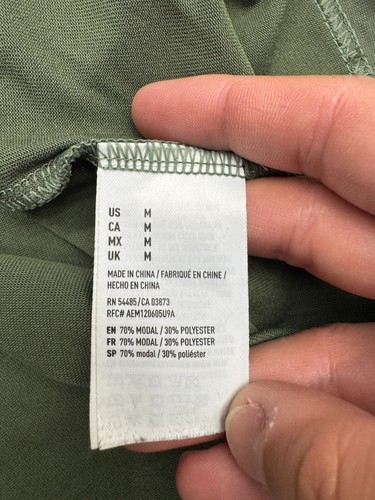 US M
CA M
MX M
UK M
MADE IN CHINA / FABRIQUÉ EN CHINE /
HECHO EN CHINA
RN 54485/CA 03873
RFC# AEM120605U9A
EN 70% MODAL / 30% POLYESTER
FR 70% MODAL / 30% POLYESTER
SP 70% modal / 30% poliéster